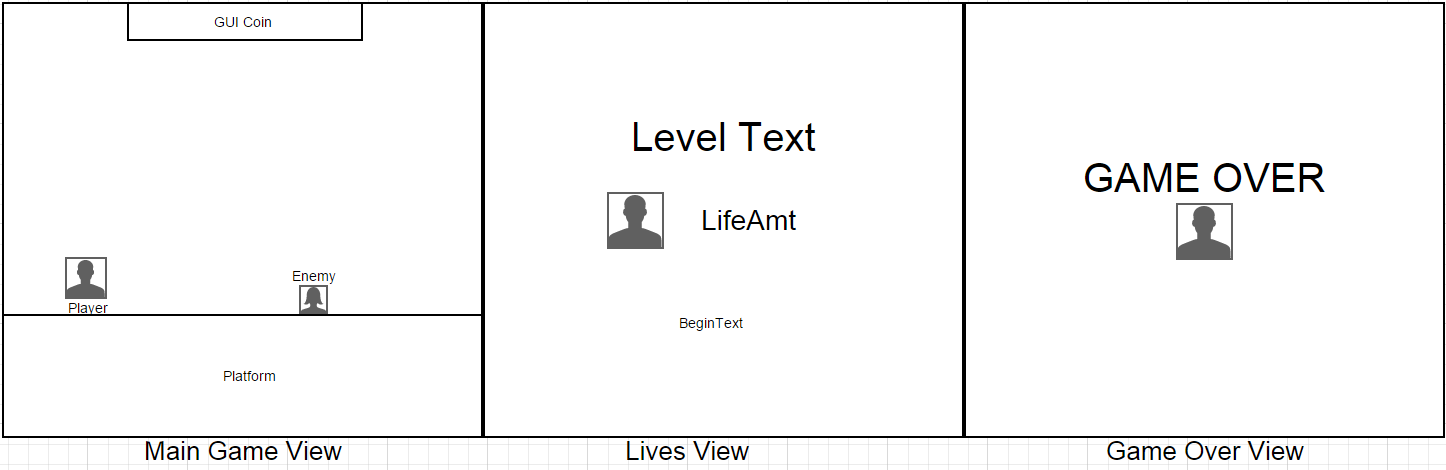 GUI Coin
Enemy
Player
Platform
Main Game View
Level Text
LifeAmt
BeginText
Lives View
GAME OVER
Game Over View